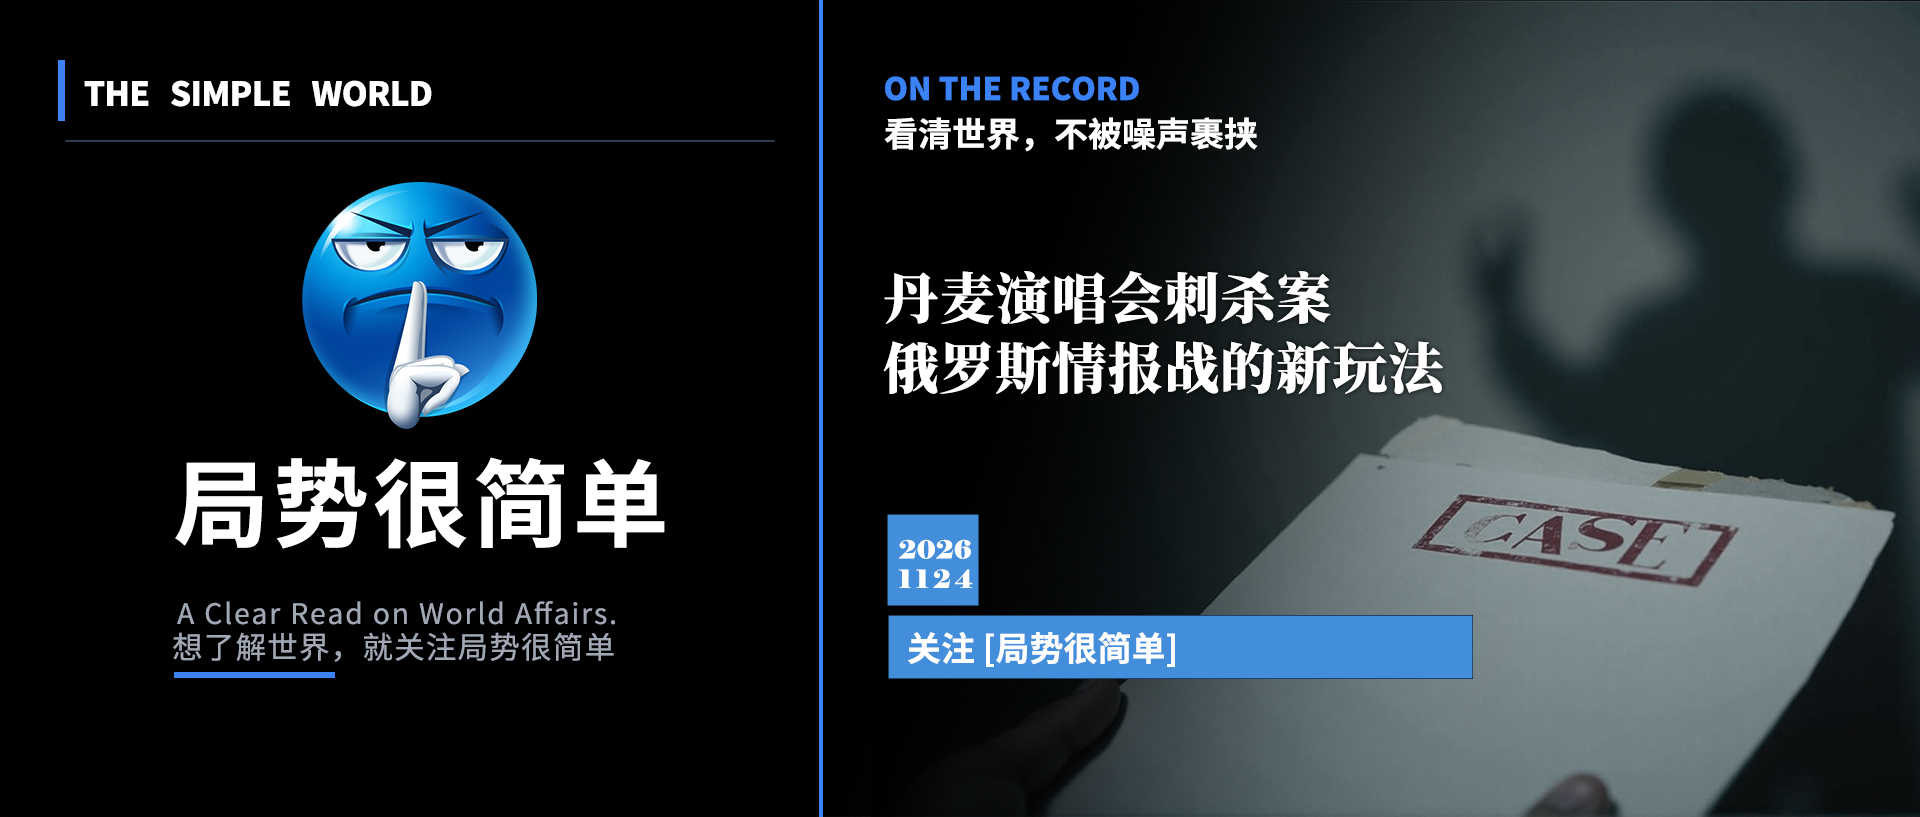 THE SIMPLE WORLD
局势很简单
A Clear Read on World Affairs.
想了解世界，就关注局势很简单
ON THE RECORD
看清世界，不被噪声裹挟
丹麦演唱会刺杀案
俄罗斯情报战的新玩法
2026
1124
关注 [局势很简单]
CASE